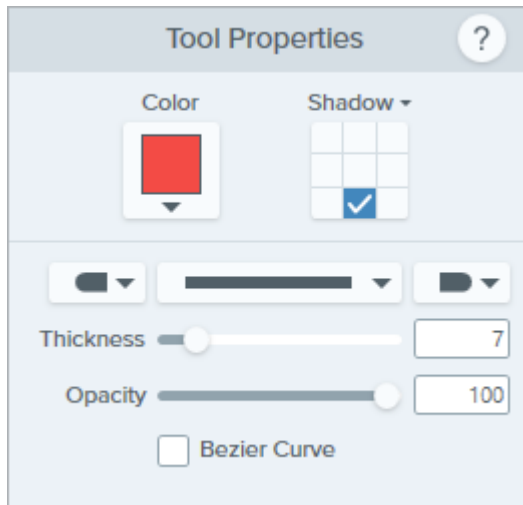 Tool Properties ?
Color Shadow
Thickness 7
Opacity 100
Bezier Curve